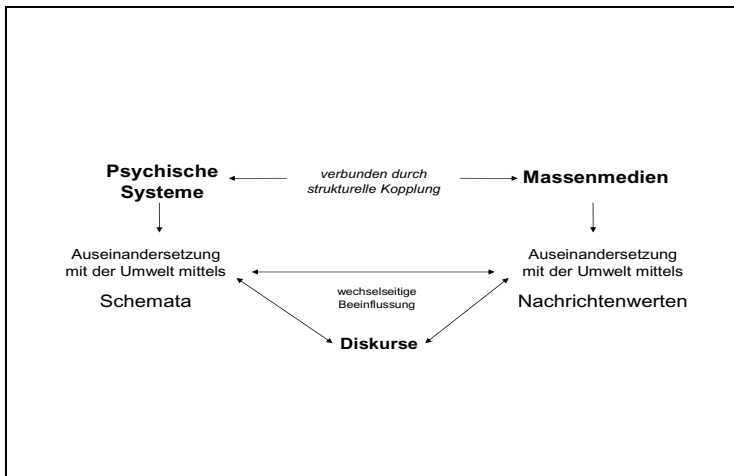 Psychische
Systeme
verbunden durch
strukturelle Kopplung
Massenmedien
Auseinandersetzung
mit der Umwelt mittels
Schemata
Auseinandersetzung
mit der Umwelt mittels
Nachrichtenwerten
wechselseitige
Beeinflussung
Diskurse